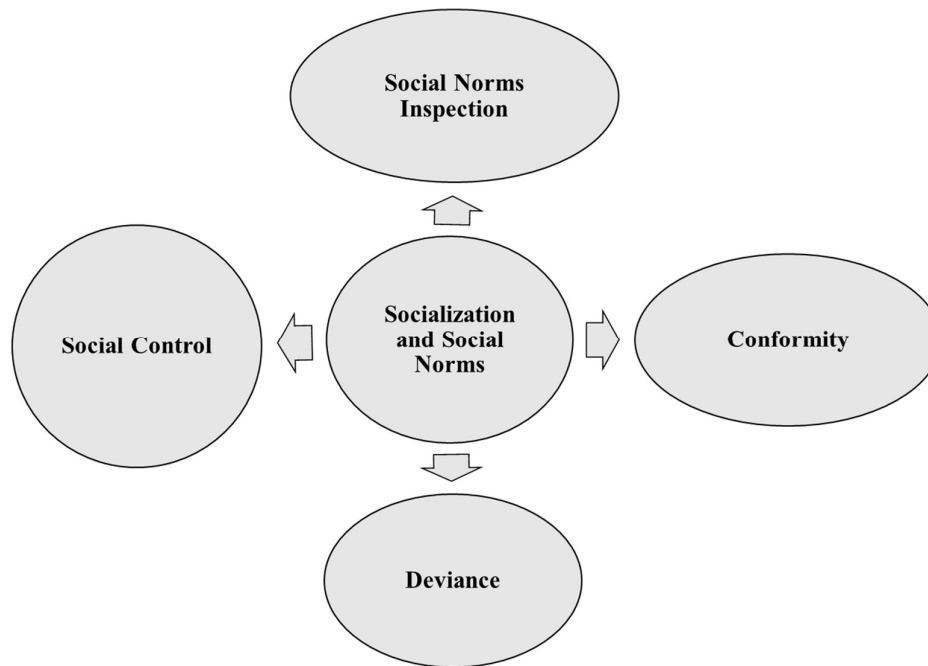 Social Norms
Inspection
Social Control
Socialization
and Social
Norms
Conformity
Deviance